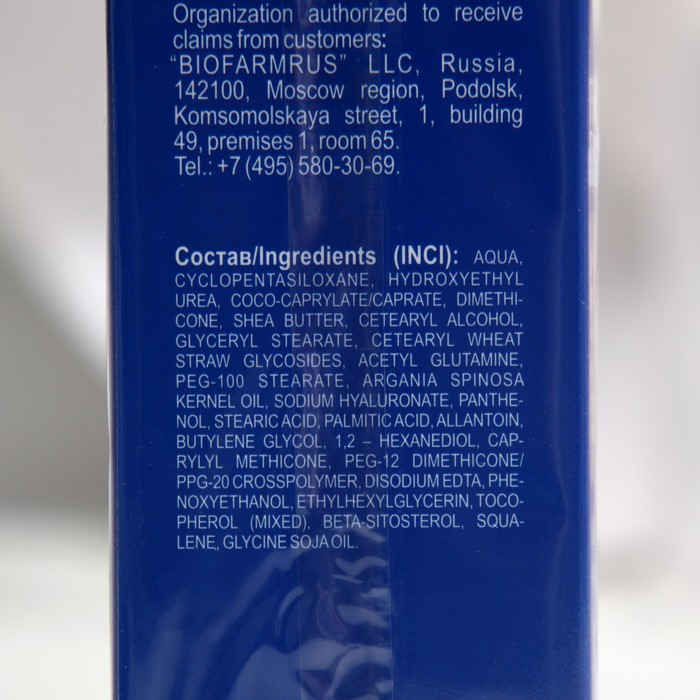 Organization authorized to receive
claims from customers:
"BIOFARMRUS" LLC, Russia,
142100, Moscow region, Podolsk,
Komsomolskaya street, 1, building
49, premises 1, room 65.
Tel.: +7 (495) 580-30-69.
Состав/Ingredients (INCI): AQUA,
CYCLOPENTASILOXANE, HYDROXYETHYL
UREA, COCO-CAPRYLATE/CAPRATE, DIMETHI-
CONE, SHEA BUTTER, CETEARYL ALCOHOL,
GLYCERYL STEARATE, CETEARYL WHEAT
STRAW GLYCOSIDES, ACETYL GLUTAMINE,
PEG-100 STEARATE, ARGANIA SPINOSA
KERNEL OIL, SODIUM HYALURONATE, PANTHE-
NOL, STEARIC ACID, PALMITIC ACID, ALLANTOIN,
BUTYLENE GLYCOL, 1,2 – HEXANEDIOL, CAP-
RYLYL METHICONE, PEG-12 DIMETHICONE/
PPG-20 CROSSPOLYMER, DISODIUM EDTA, PHE-
NOXYETHANOL, ETHYLHEXYLGLYCERIN, TOCO-
PHEROL (MIXED), BETA-SITOSTEROL, SQUA-
LENE, GLYCINE SOJA OIL.